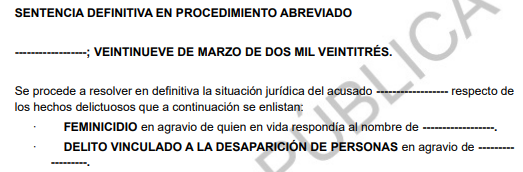 SENTENCIA DEFINITIVA EN PROCEDIMIENTO ABREVIADO
------------------; VEINTINUEVE DE MARZO DE DOS MIL VEINTITRÉS.
Se procede a resolver en definitiva la situación jurídica del acusado ------------------ respecto de
los hechos delictuosos que a continuación se enlistan:
· FEMINICIDIO en agravio de quien en vida respondía al nombre de ------------------.
· DELITO VINCULADO A LA DESAPARICIÓN DE PERSONAS en agravio de ---------
---------.
PÚBLICA